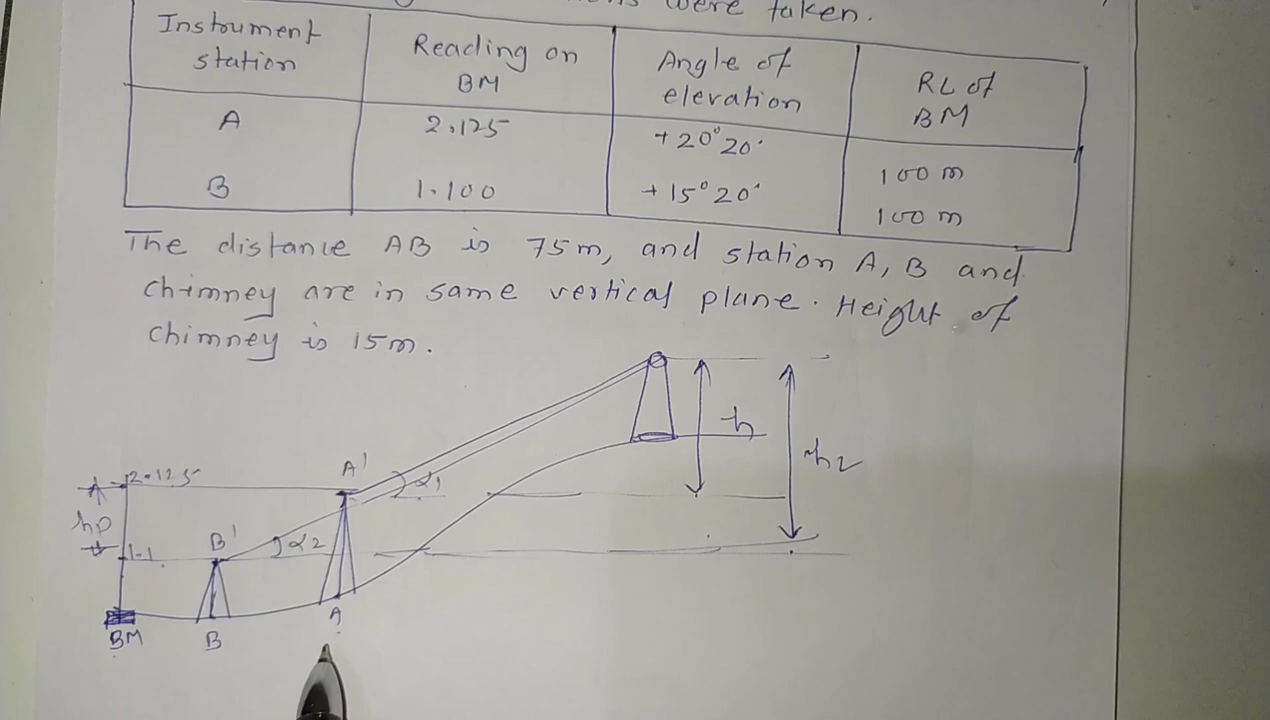 were taken.
Instrument station
Reading on BM
Angle of elevation
RL of BM
A 2.125 +20°20' 100 m
B 1.100 +15°20' 100 m
The distance AB is 75m, and station A, B and
chimney are in same vertical plane. Height of
chimney is 15m.
h
h2
A'
α1
2.125
hD
B'
α2
1.1
A
BM
B